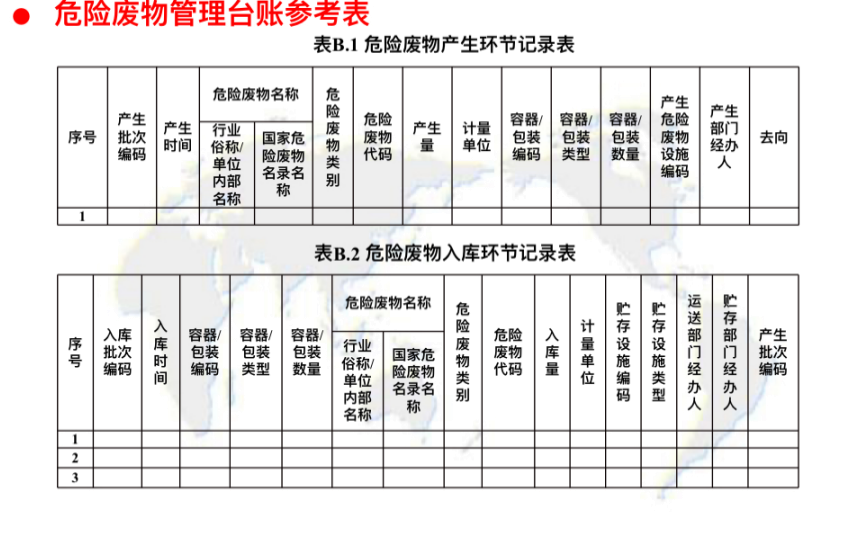 ● 危险废物管理台账参考表
表B.1 危险废物产生环节记录表
序号 产生批次编码 产生时间 危险废物名称 行业俗称/单位内部名称 国家危险废物名录名称 危险废物类别 危险废物代码 产生量 计量单位 容器/包装编码 容器/包装类型 容器/包装数量 产生危险废物设施编码 产生部门经办人 去向
1
表B.2 危险废物入库环节记录表
序号 入库批次编码 入库时间 容器/包装编码 容器/包装类型 容器/包装数量 危险废物名称 行业俗称/单位内部名称 国家危险废物名录名称 危险废物类别 危险废物代码 入库量 计量单位 贮存设施编码 贮存设施类型 运送部门经办人 贮存部门经办人 产生批次编码
1
2
3